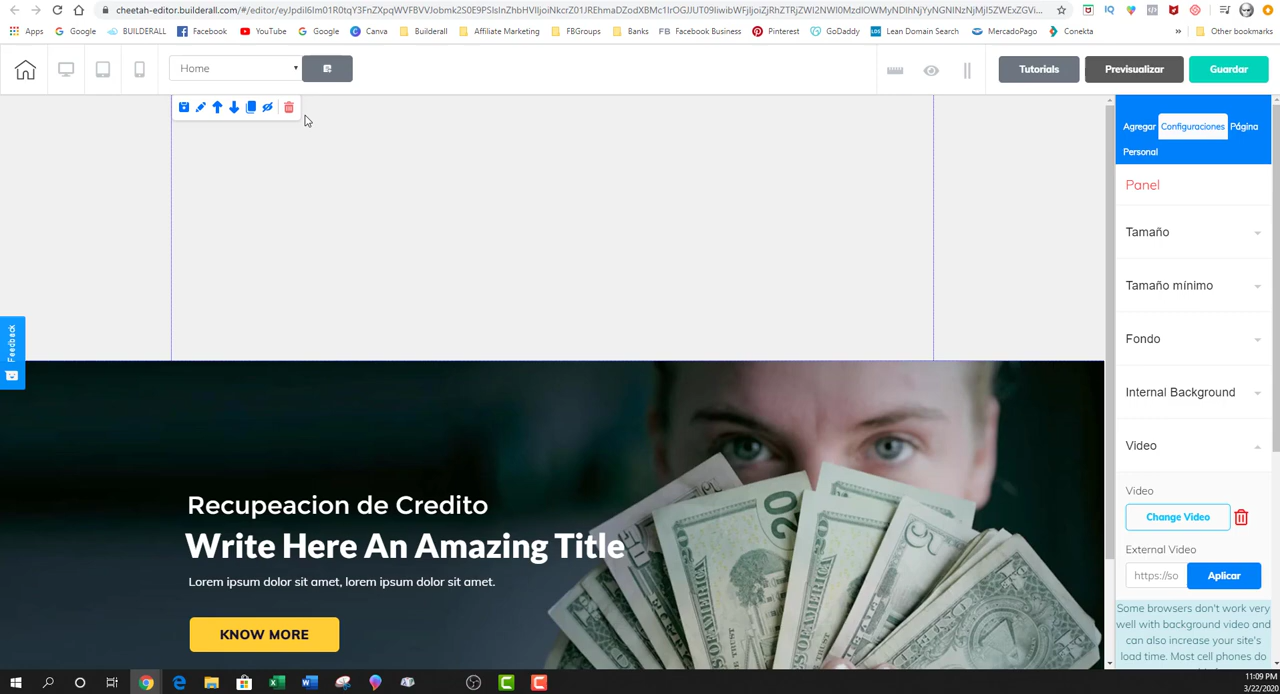 cheetah-editor.builderall.com/#/editor/
Apps Google BUILDERALL Facebook YouTube Google Canva Builderall Affiliate Marketing FBGroups Banks FB Facebook Business Pinterest GoDaddy LDS Lean Domain Search MercadoPago Conekta » Other bookmarks
Home
Tutorials Previsualizar Guardar
Agregar Configuraciones Página
Personal
Panel
Tamaño
Tamaño mínimo
Fondo
Internal Background
Video
Video
Change Video
External Video
https://so Aplicar
Some browsers don't work very
well with background video and
can also increase your site's
load time. Most cell phones do
Feedback
Recupeacion de Credito
Write Here An Amazing Title
Lorem ipsum dolor sit amet, lorem ipsum dolor sit amet.
KNOW MORE
20
5
11:09 PM
3/22/2020